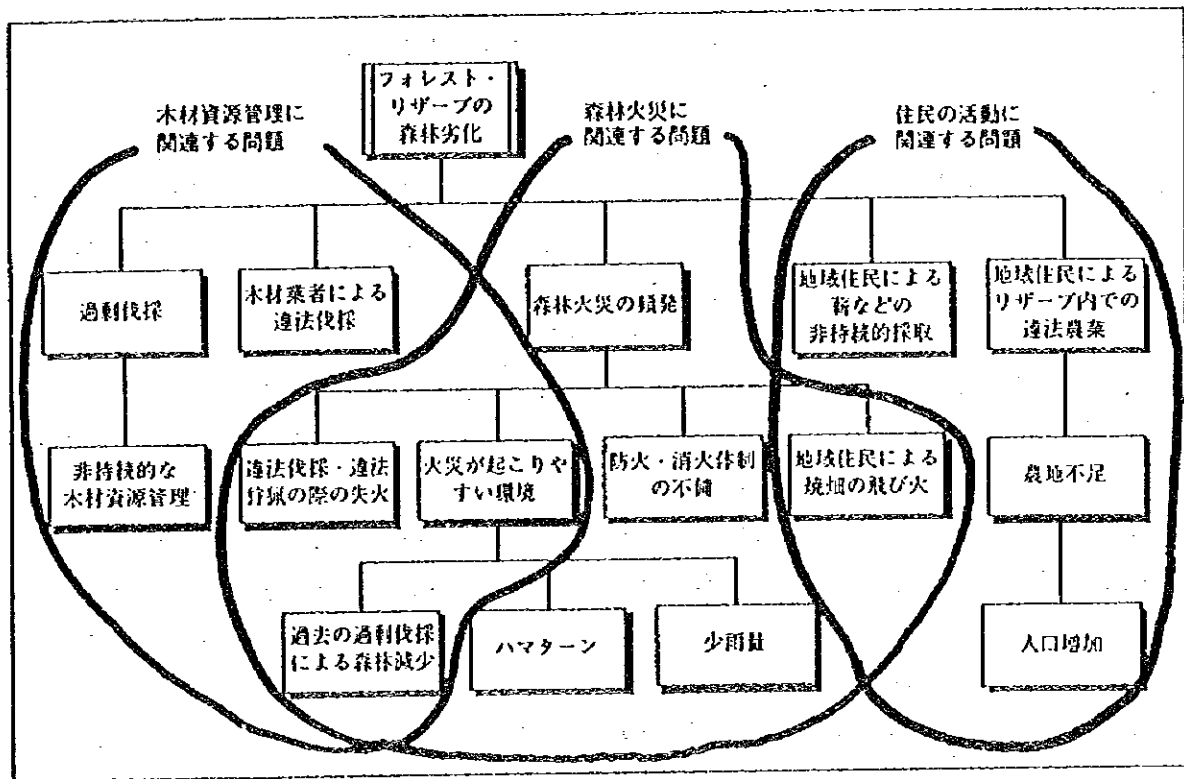 フォレスト・
リザーブの
森林劣化
木材資源管理に
関連する問題
森林火災に
関連する問題
住民の活動に
関連する問題
過剰伐採
木材業者による
違法伐採
森林火災の頻発
地域住民による
薪などの
非持続的採取
地域住民による
リザーブ内での
違法農業
非持続的な
木材資源管理
違法伐採・違法
狩猟の際の失火
火災が起こりや
すい環境
防火・消火体制
の不備
地域住民による
焼畑の飛び火
農地不足
過去の過剰伐採
による森林減少
ハマターン
少雨量
人口増加